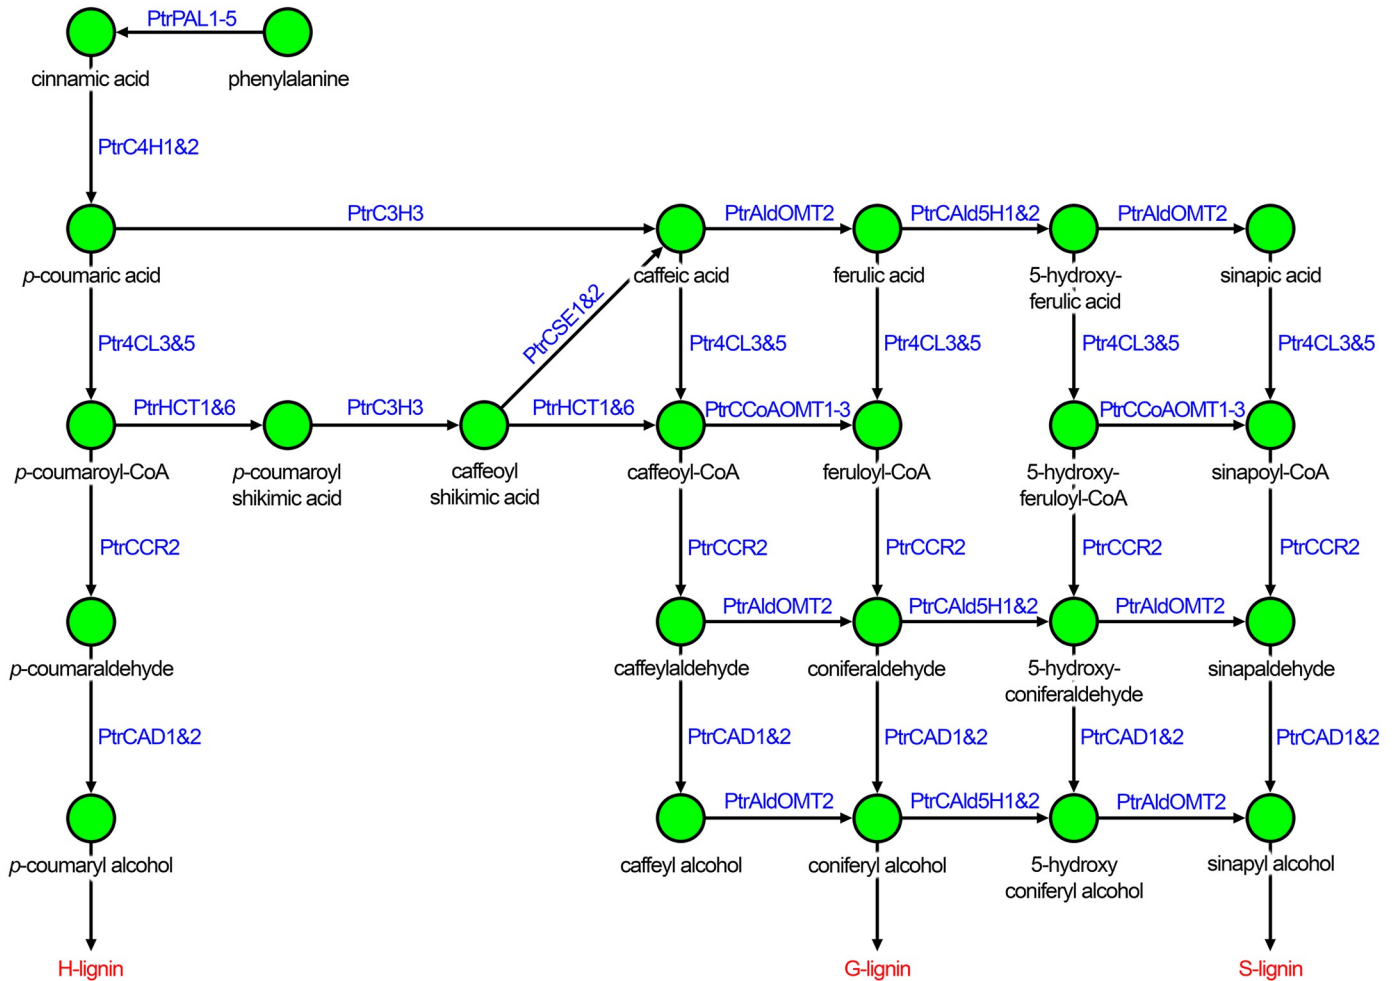 PtrPAL1-5
cinnamic acid
phenylalanine
PtrC4H1&2
PtrC3H3
PtrAldOMT2
PtrCAld5H1&2
PtrAldOMT2
p-coumaric acid
caffeic acid
ferulic acid
5-hydroxy-
ferulic acid
sinapic acid
PtrCSE1&2
Ptr4CL3&5
Ptr4CL3&5
Ptr4CL3&5
Ptr4CL3&5
Ptr4CL3&5
PtrHCT1&6
PtrC3H3
PtrHCT1&6
PtrCCoAOMT1-3
PtrCCoAOMT1-3
p-coumaroyl-CoA
p-coumaroyl
shikimic acid
caffeoyl
shikimic acid
caffeoyl-CoA
feruloyl-CoA
5-hydroxy-
feruloyl-CoA
sinapoyl-CoA
PtrCCR2
PtrCCR2
PtrCCR2
PtrCCR2
PtrCCR2
PtrAldOMT2
PtrCAld5H1&2
PtrAldOMT2
p-coumaraldehyde
caffeylaldehyde
coniferaldehyde
5-hydroxy-
coniferaldehyde
sinapaldehyde
PtrCAD1&2
PtrCAD1&2
PtrCAD1&2
PtrCAD1&2
PtrCAD1&2
PtrAldOMT2
PtrCAld5H1&2
PtrAldOMT2
p-coumaryl alcohol
caffeyl alcohol
coniferyl alcohol
5-hydroxy
coniferyl alcohol
sinapyl alcohol
H-lignin
G-lignin
S-lignin